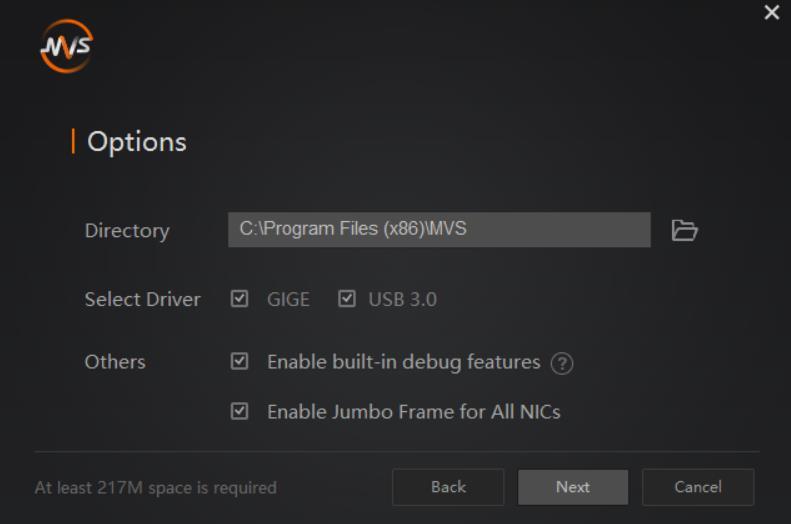 MVS
Options
Directory C:\Program Files (x86)\MVS
Select Driver GIGE USB 3.0
Others Enable built-in debug features ?
Enable Jumbo Frame for All NICs
At least 217M space is required Back Next Cancel